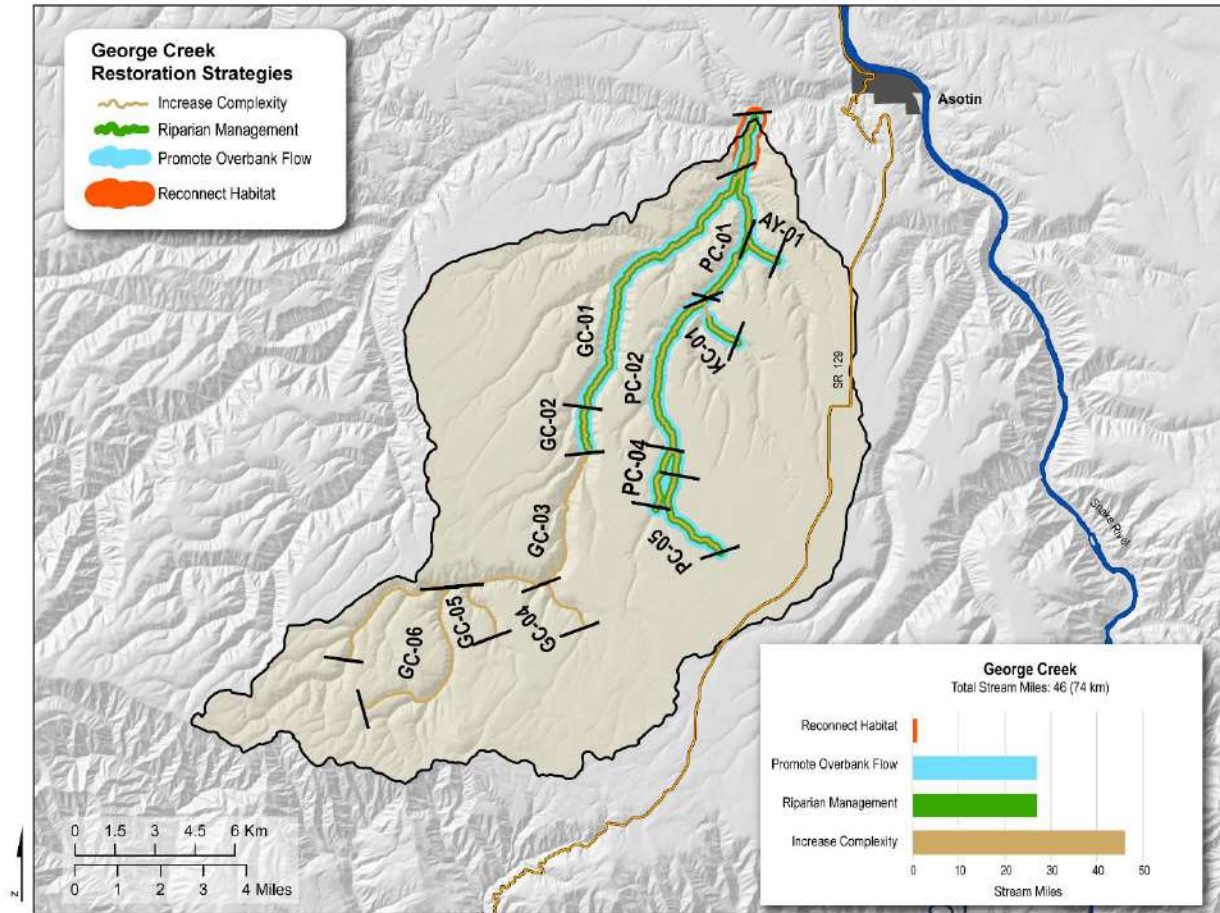 George Creek
Restoration Strategies
Increase Complexity
Riparian Management
Promote Overbank Flow
Reconnect Habitat
Asotin
AY-01
PC-01
GC-01
KC-01
PC-02
SR 129
GC-02
PC-04
Snake River
GC-03
PC-05
GC-05
GC-04
GC-06
George Creek
Total Stream Miles: 46 (74 km)
Reconnect Habitat
Promote Overbank Flow
Riparian Management
Increase Complexity
0 10 20 30 40 50
Stream Miles
0 1.5 3 4.5 6 Km
0 1 2 3 4 Miles
N